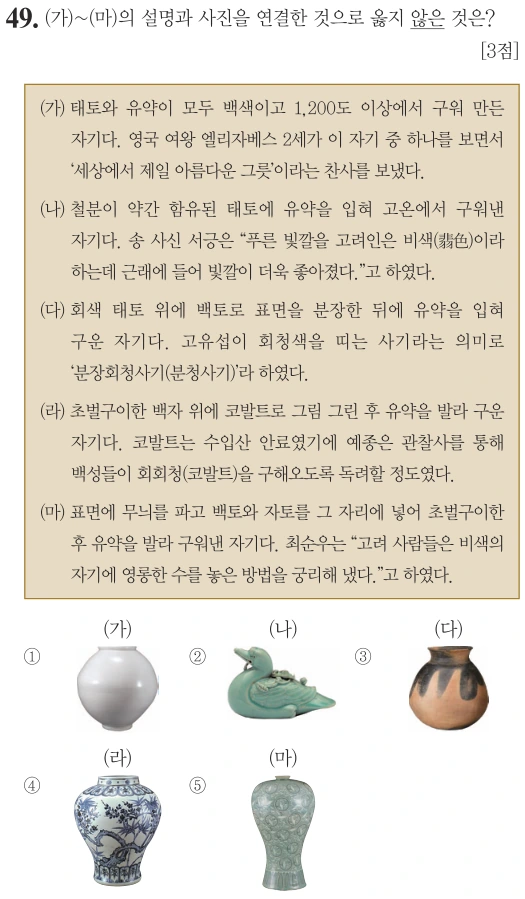 49. (가)~(마)의 설명과 사진을 연결한 것으로 옳지 않은 것은?
[3점]
(가) 태토와 유약이 모두 백색이고 1,200도 이상에서 구워 만든
자기다. 영국 여왕 엘리자베스 2세가 이 자기 중 하나를 보면서
‘세상에서 제일 아름다운 그릇’이라는 찬사를 보냈다.
(나) 철분이 약간 함유된 태토에 유약을 입혀 고온에서 구워낸
자기다. 송 사신 서긍은 “푸른 빛깔을 고려인은 비색(翡色)이라
하는데 근래에 들어 빛깔이 더욱 좋아졌다.”고 하였다.
(다) 회색 태토 위에 백토로 표면을 분장한 뒤에 유약을 입혀
구운 자기다. 고유섭이 회청색을 띠는 사기라는 의미로
‘분장회청사기(분청사기)’라 하였다.
(라) 초벌구이한 백자 위에 코발트로 그림 그린 후 유약을 발라 구운
자기다. 코발트는 수입산 안료였기에 예종은 관찰사를 통해
백성들이 회회청(코발트)을 구해오도록 독려할 정도였다.
(마) 표면에 무늬를 파고 백토와 자토를 그 자리에 넣어 초벌구이한
후 유약을 발라 구워낸 자기다. 최순우는 “고려 사람들은 비색의
자기에 영롱한 수를 놓은 방법을 궁리해 냈다.”고 하였다.
(가) (나) (다)
① ② ③
(라) (마)
④ ⑤